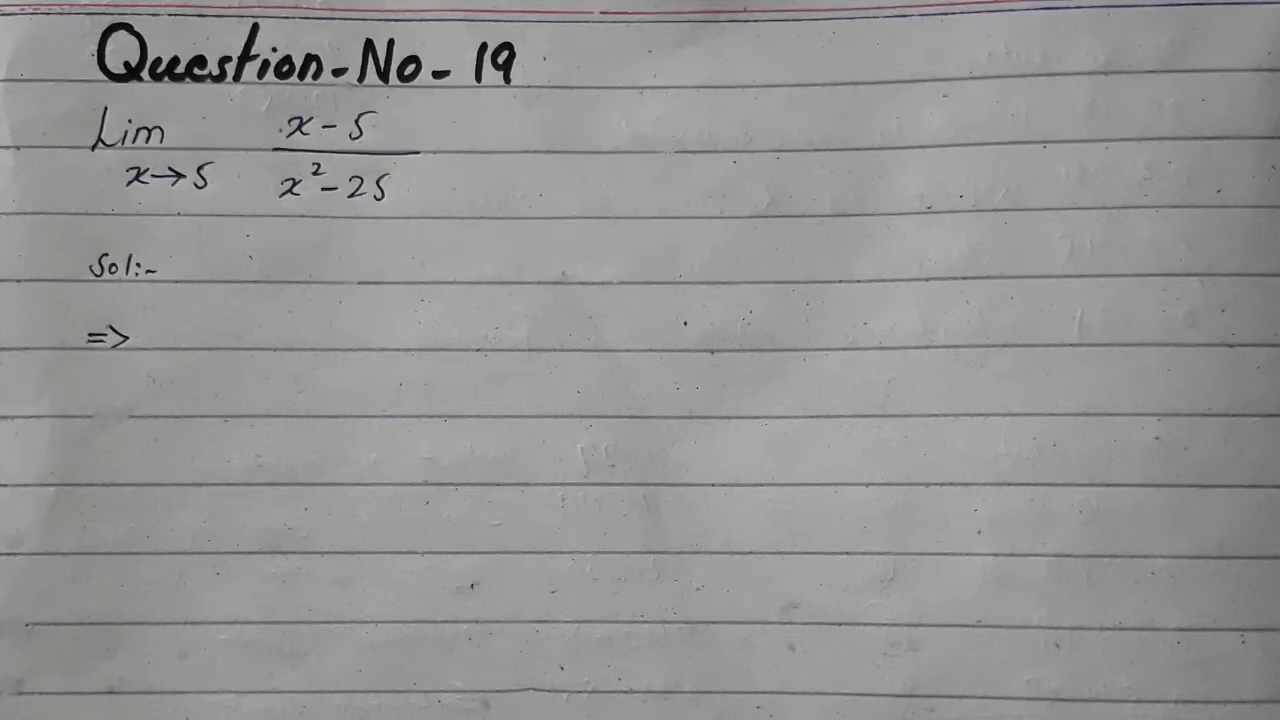 Question-No-19
Lim x-5
x→5 x²-25
Sol:-
=>